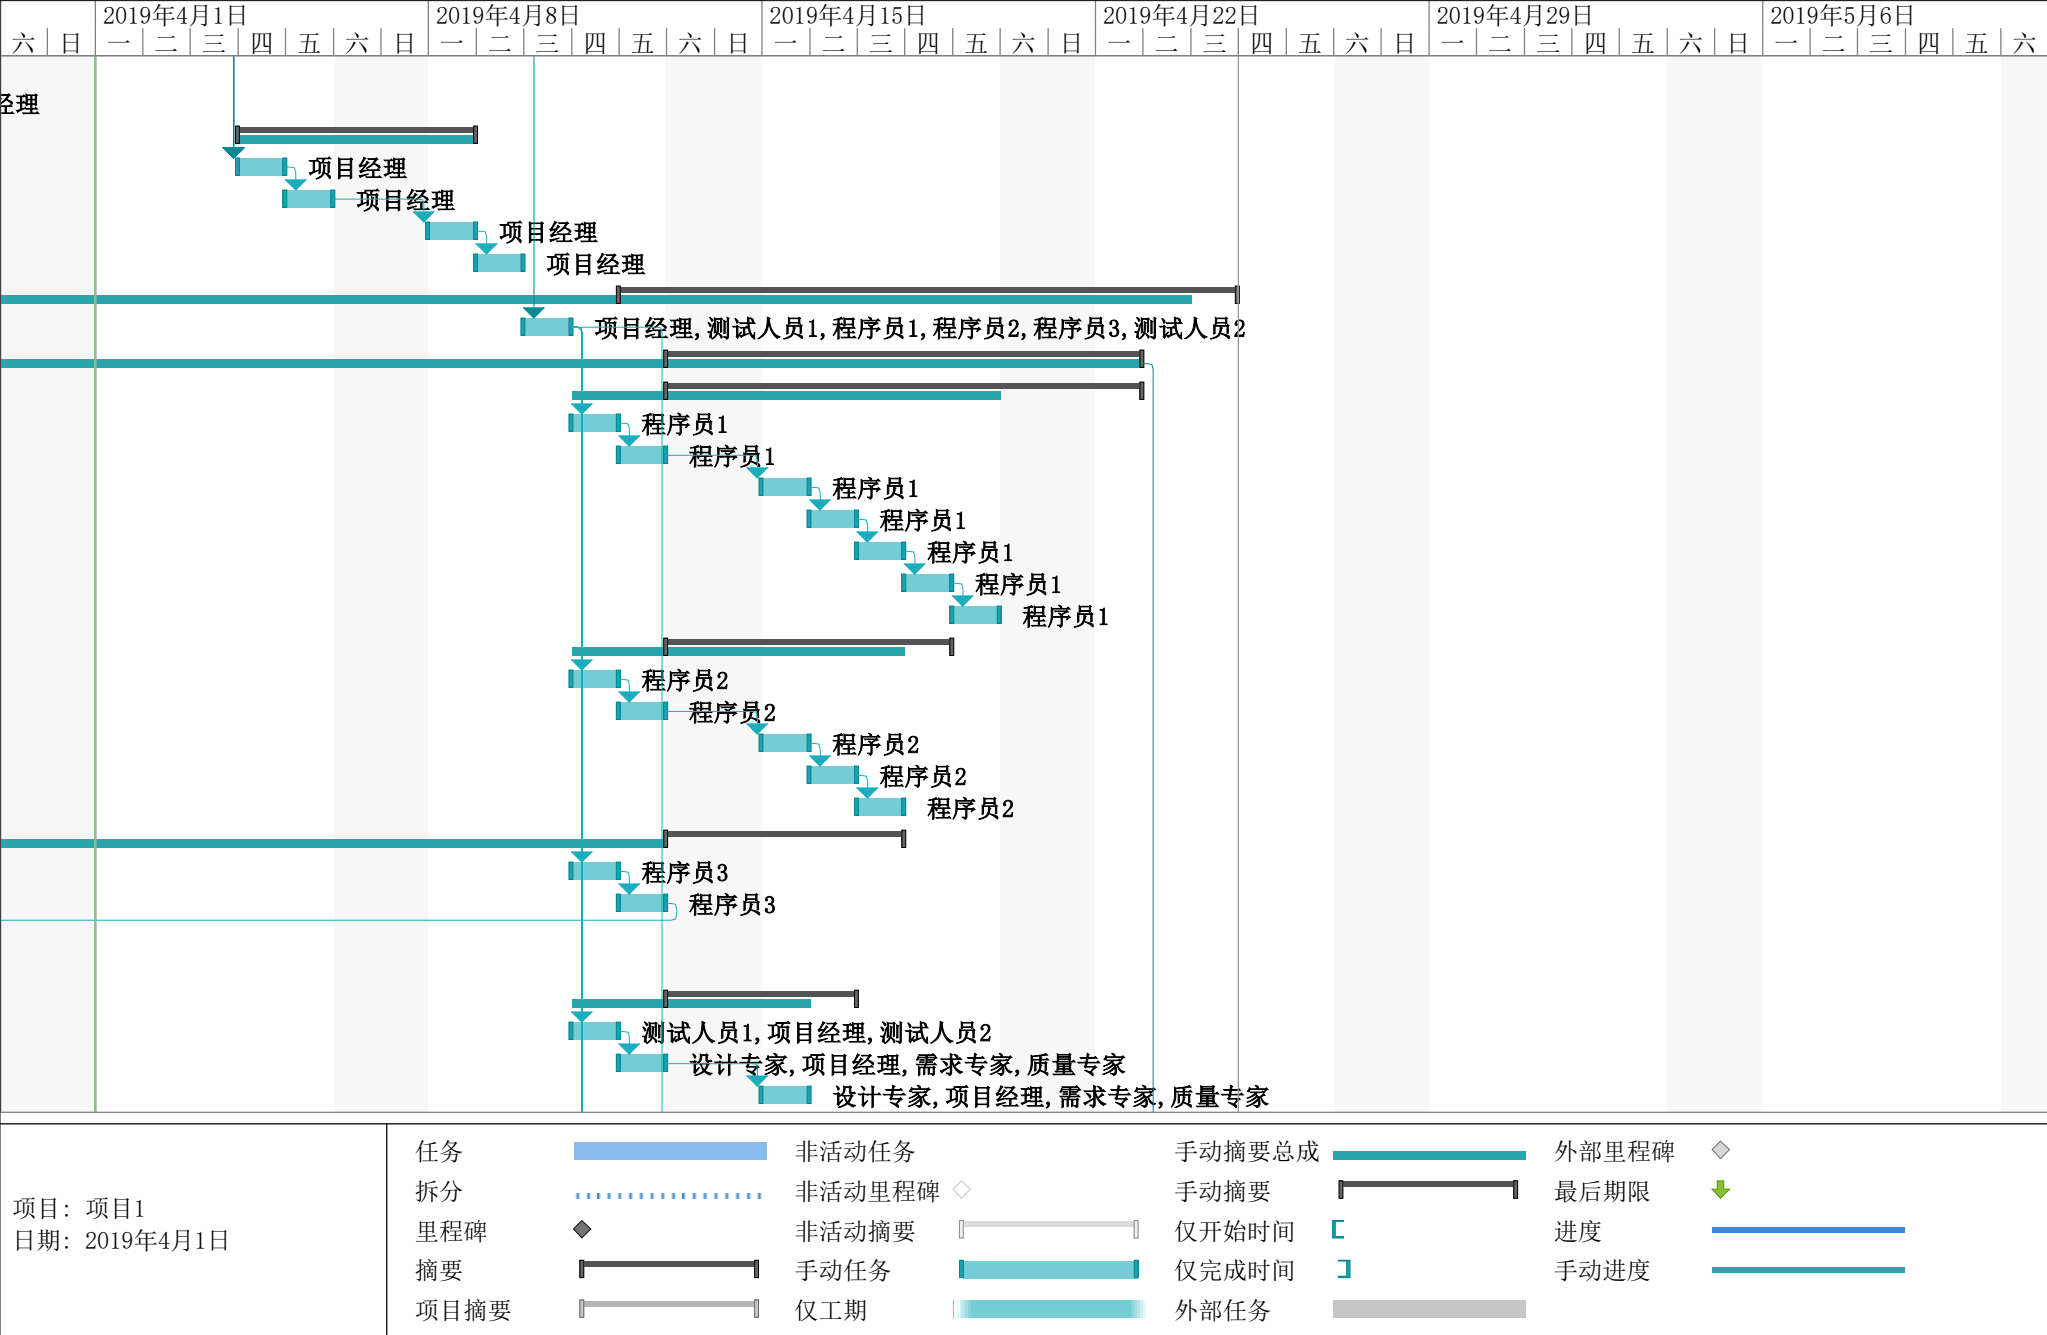 2019年4月1日 2019年4月8日 2019年4月15日 2019年4月22日 2019年4月29日 2019年5月6日
六 日 一 二 三 四 五 六 日 一 二 三 四 五 六 日 一 二 三 四 五 六 日 一 二 三 四 五 六 日 一 二 三 四 五 六 日 一 二 三 四 五 六
经理
项目经理
项目经理
项目经理
项目经理
项目经理,测试人员1,程序员1,程序员2,程序员3,测试人员2
程序员1
程序员1
程序员1
程序员1
程序员1
程序员1
程序员1
程序员2
程序员2
程序员2
程序员2
程序员2
程序员3
程序员3
测试人员1,项目经理,测试人员2
设计专家,项目经理,需求专家,质量专家
设计专家,项目经理,需求专家,质量专家
项目: 项目1
日期: 2019年4月1日
任务 非活动任务 手动摘要总成 外部里程碑
拆分 非活动里程碑 手动摘要 最后期限
里程碑 非活动摘要 仅开始时间 进度
摘要 手动任务 仅完成时间 手动进度
项目摘要 仅工期 外部任务